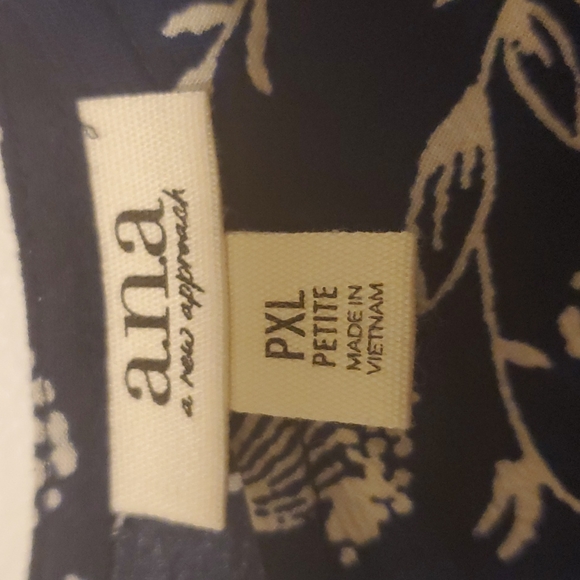 a.n.a
a new approach
PXL
PETITE
MADE IN
VIETNAM